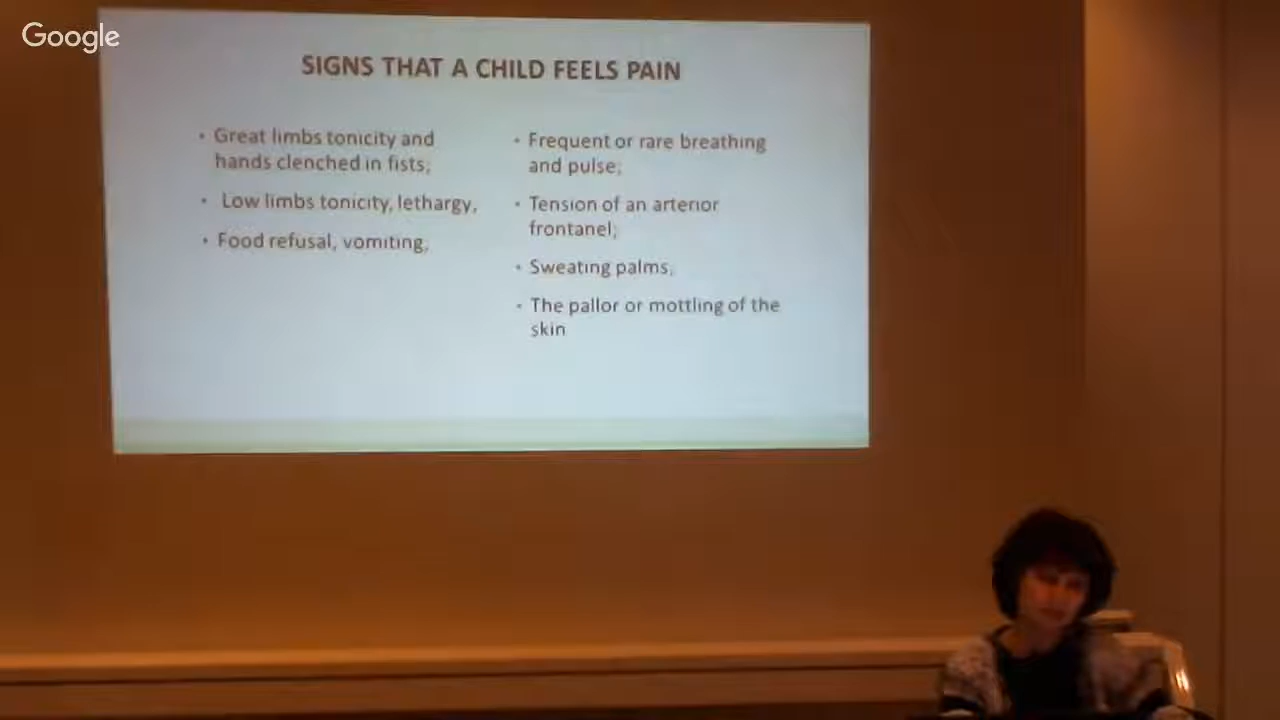 Google
SIGNS THAT A CHILD FEELS PAIN
• Great limbs tonicity and
hands clenched in fists;
• Low limbs tonicity, lethargy,
• Food refusal, vomiting,
• Frequent or rare breathing
and pulse;
• Tension of an arterior
frontanel;
• Sweating palms,
• The pallor or mottling of the
skin